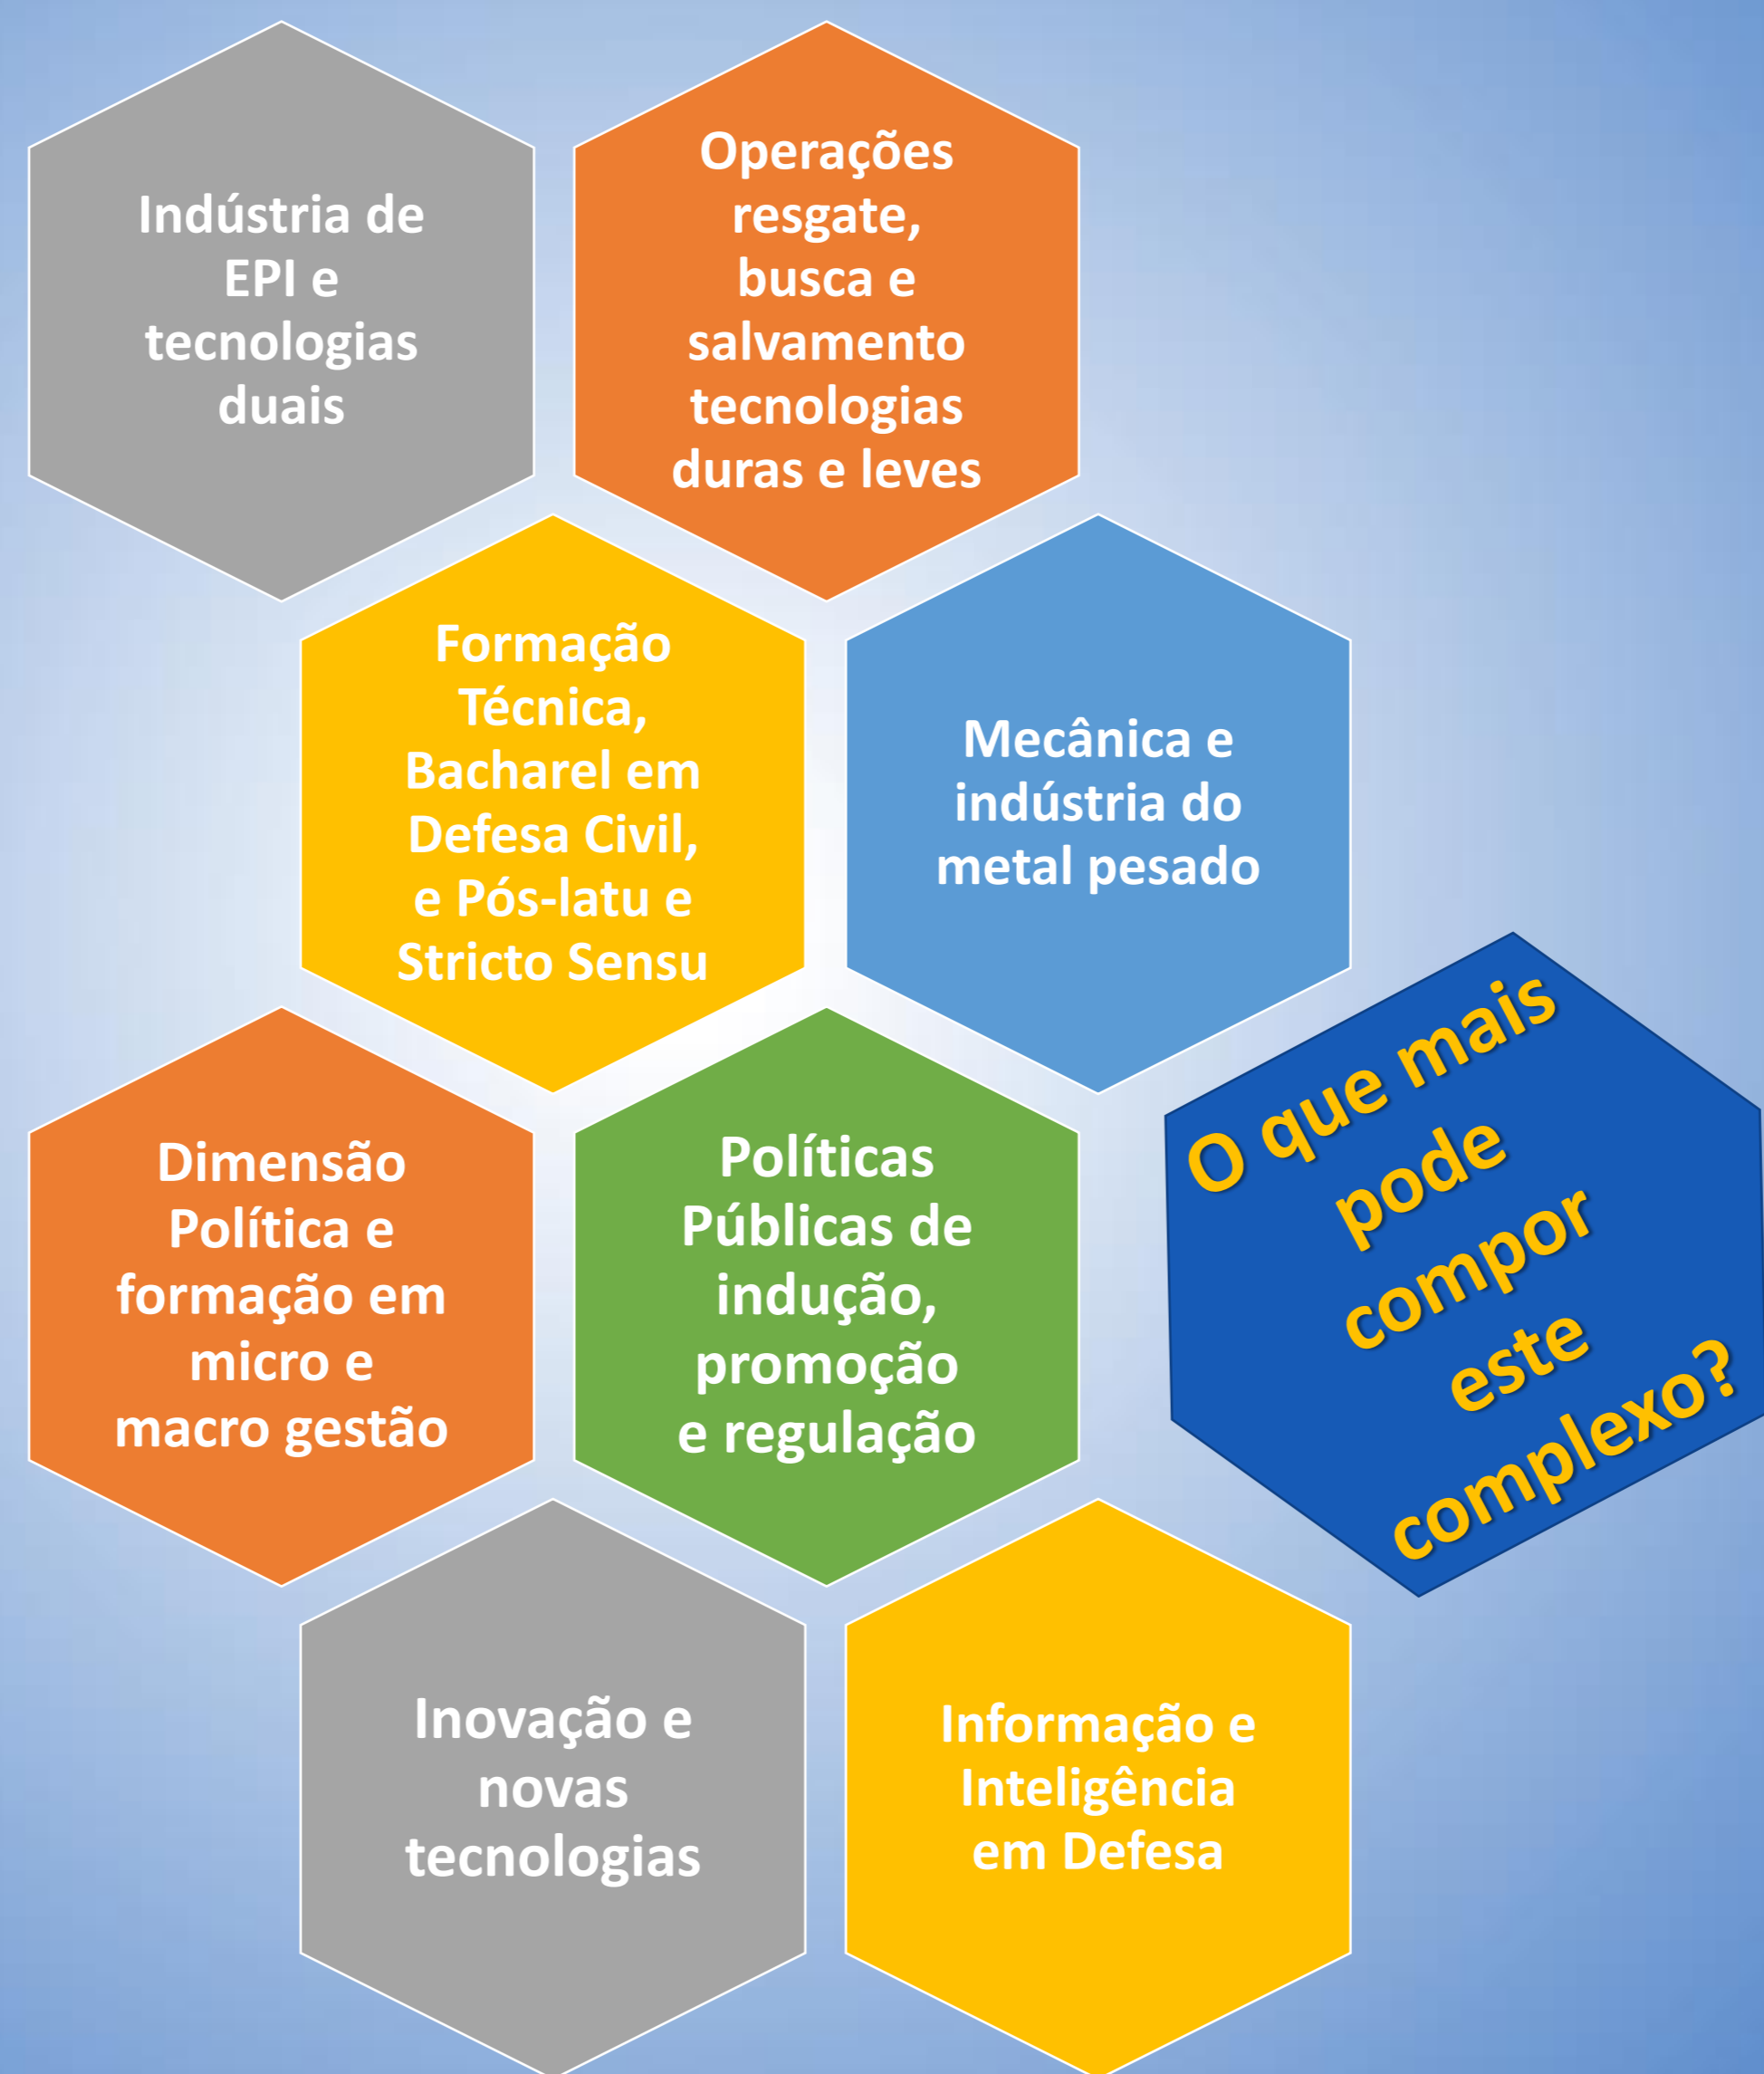 Indústria de
EPI e
tecnologias
duais
Operações
resgate,
busca e
salvamento
tecnologias
duras e leves
Formação
Técnica,
Bacharel em
Defesa Civil,
e Pós-latu e
Stricto Sensu
Mecânica e
indústria do
metal pesado
Dimensão
Política e
formação em
micro e
macro gestão
Políticas
Públicas de
indução,
promoção
e regulação
O que mais
pode
compor
este
complexo?
Inovação e
novas
tecnologias
Informação e
Inteligência
em Defesa